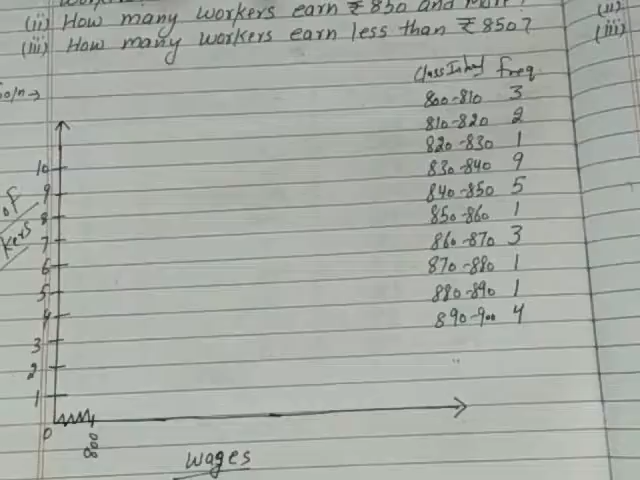 (ii) How many workers earn ₹ 850 and more?
(iii) How many workers earn less than ₹ 850?
(iii)
Soln →
Class Interval Freq
800-810 3
810-820 2
820-830 1
830-840 9
840-850 5
850-860 1
860-870 3
870-880 1
880-890 1
890-900 4
10
9
of
8
kers
7
6
5
4
3
2
1
0
800
Wages